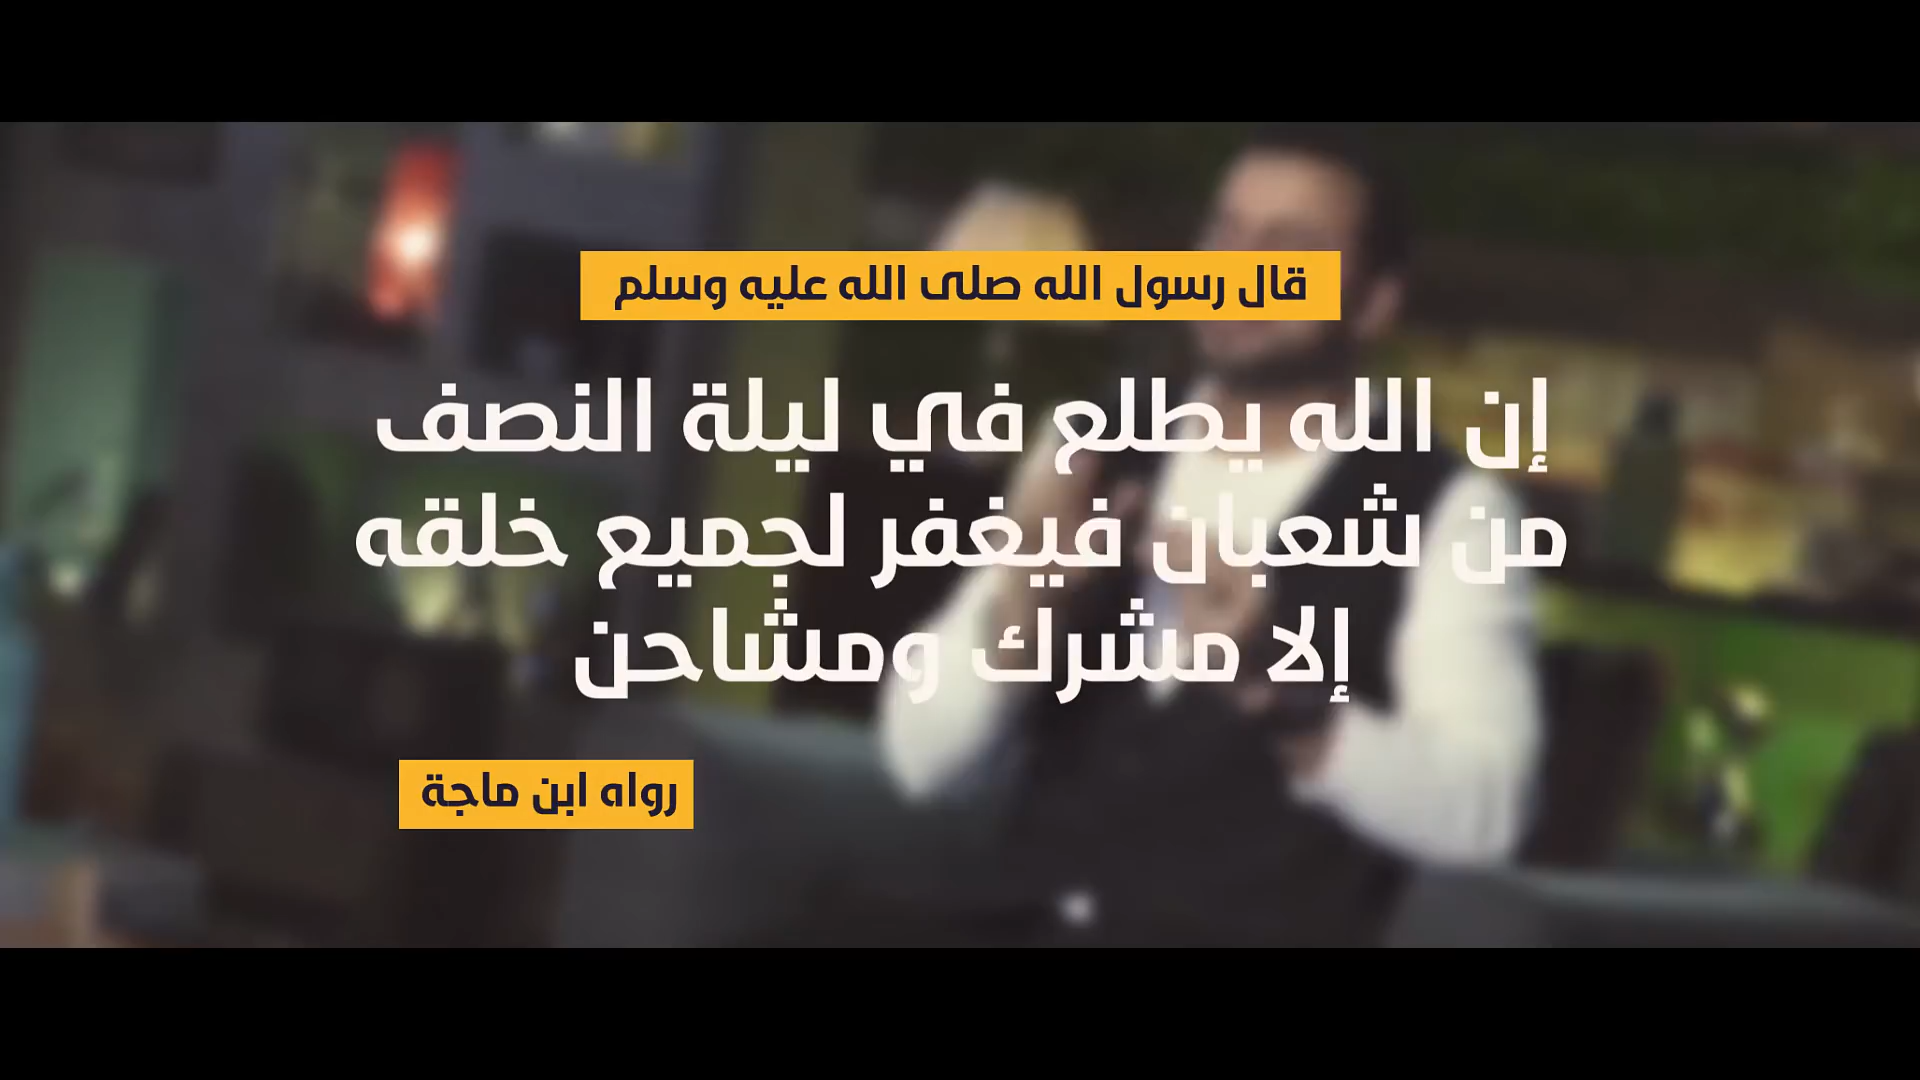 قال رسول الله صلى الله عليه وسلم
إن الله يطلع في ليلة النصف
من شعبان فيغفر لجميع خلقه
إلا مشرك ومشاحن
رواه ابن ماجة